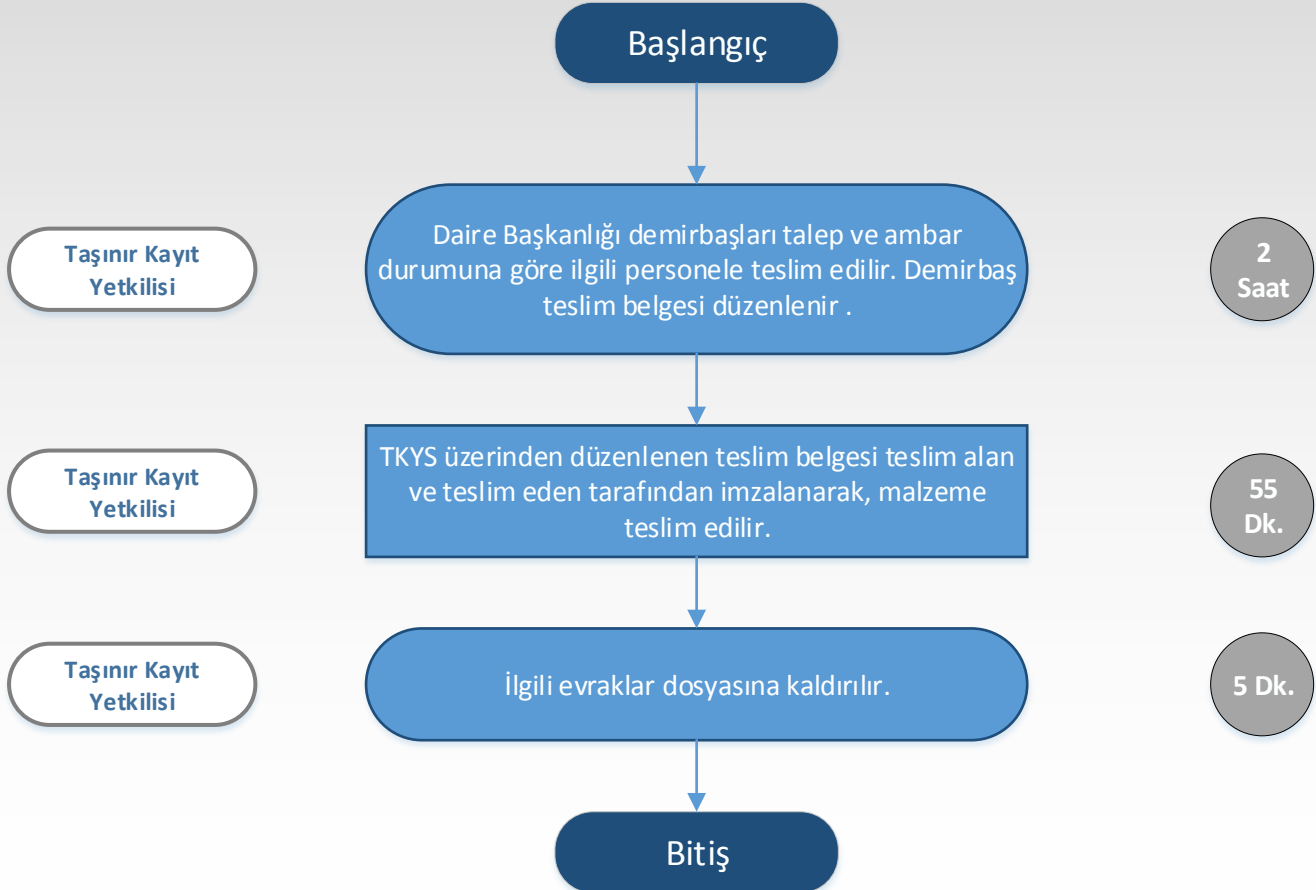 Başlangıç
Taşınır Kayıt
Yetkilisi
Daire Başkanlığı demirbaşları talep ve ambar
durumuna göre ilgili personele teslim edilir. Demirbaş
teslim belgesi düzenlenir .
2
Saat
Taşınır Kayıt
Yetkilisi
TKYS üzerinden düzenlenen teslim belgesi teslim alan
ve teslim eden tarafından imzalanarak, malzeme
teslim edilir.
55
Dk.
Taşınır Kayıt
Yetkilisi
İlgili evraklar dosyasına kaldırılır.
5 Dk.
Bitiş